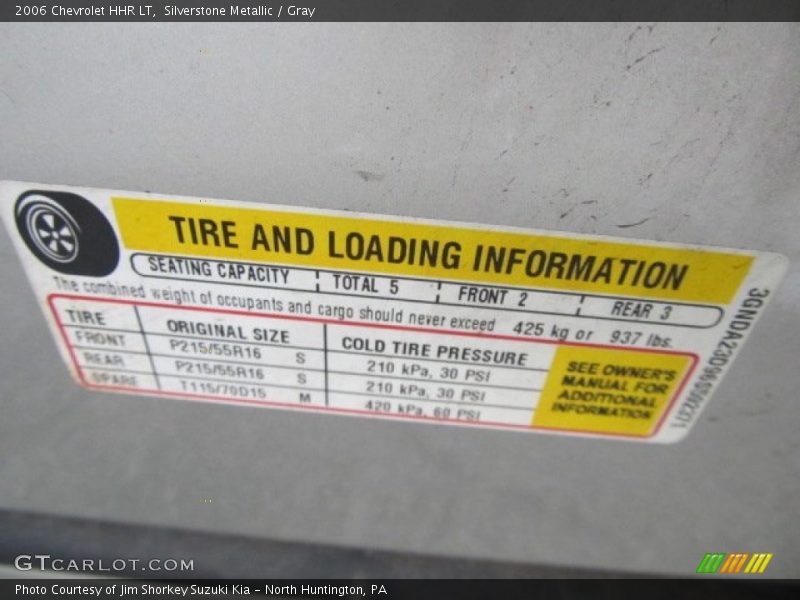 2006 Chevrolet HHR LT,  Silverstone Metallic / Gray
TIRE AND LOADING INFORMATION
SEATING CAPACITY TOTAL 5 FRONT 2 REAR 3
The combined weight of occupants and cargo should never exceed 425 kg or 937 lbs.
TIRE ORIGINAL SIZE COLD TIRE PRESSURE
FRONT P215/55R16 S 210 kPa, 30 PSI
REAR P215/55R16 S 210 kPa, 30 PSI
SPARE T115/70D15 M 420 kPa, 60 PSI
SEE OWNER'S
MANUAL FOR
ADDITIONAL
INFORMATION
GTCARLOT.COM
Photo Courtesy of Jim Shorkey Suzuki Kia - North Huntington, PA